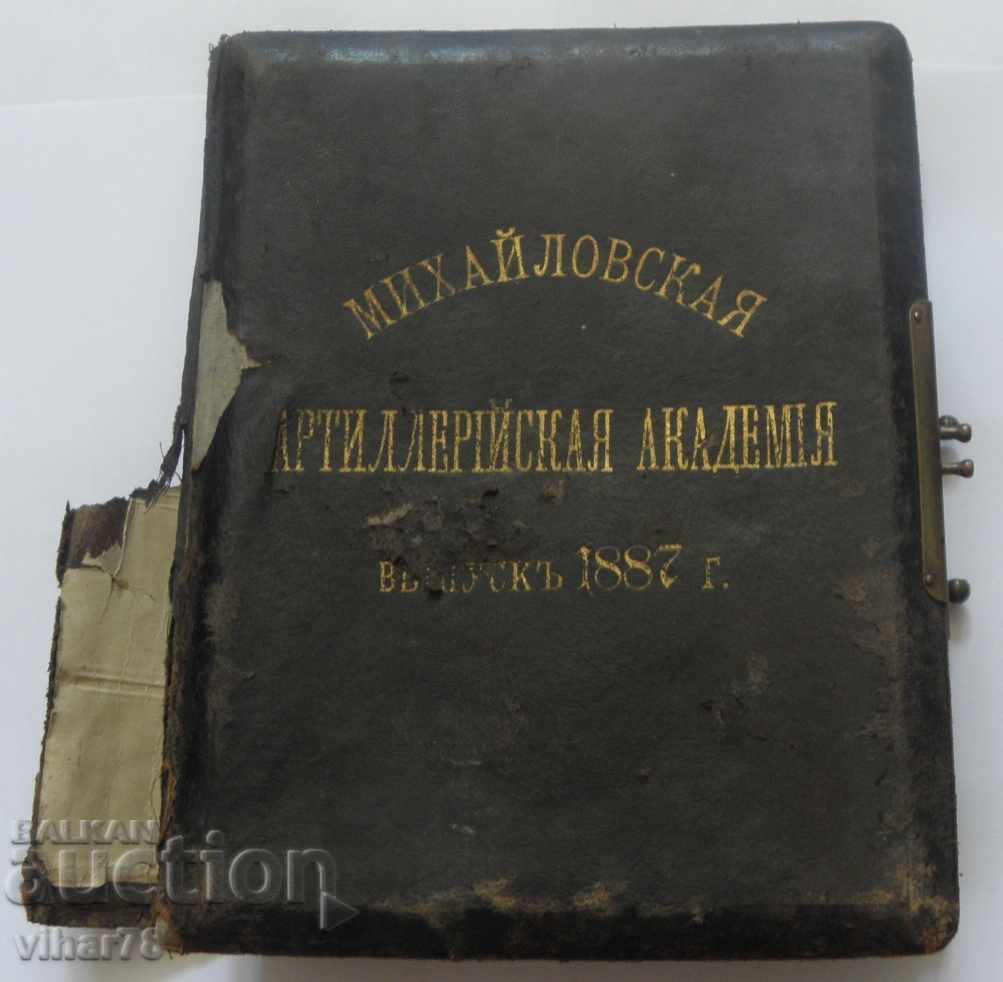 МИХАЙЛОВСКАЯ
АРТИЛЛЕРІЙСКАЯ АКАДЕМІЯ
ВЫПУСКЪ 1887 Г.
BALKAN
auction
vihar78